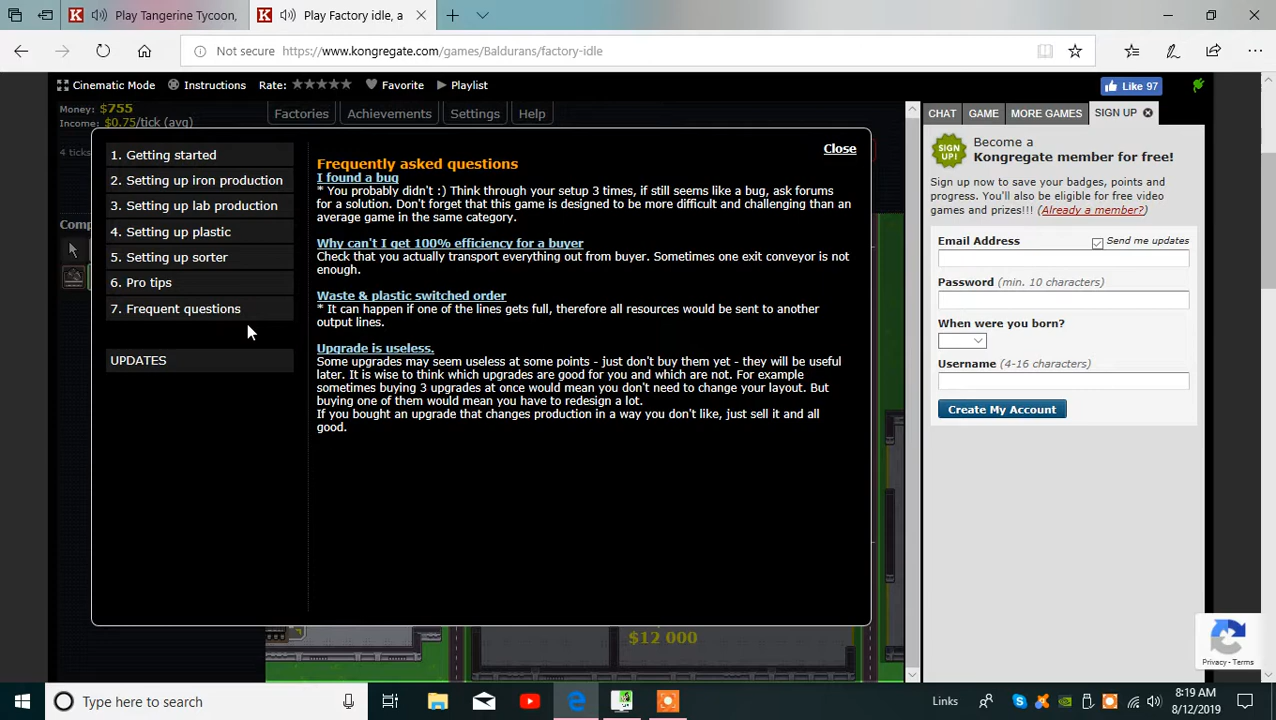 Play Tangerine Tycoon,
Play Factory idle, a
Not secure https://www.kongregate.com/games/Baldurans/factory-idle
Cinematic Mode Instructions Rate: Favorite Playlist
Like 97
Money: $755
Income: $0.75/tick (avg)
Factories Achievements Settings Help
CHAT GAME MORE GAMES SIGN UP
4 ticks
Close
1. Getting started
2. Setting up iron production
3. Setting up lab production
4. Setting up plastic
5. Setting up sorter
6. Pro tips
7. Frequent questions
UPDATES
Comp
Frequently asked questions
I found a bug
* You probably didn't :) Think through your setup 3 times, if still seems like a bug, ask forums
for a solution. Don't forget that this game is designed to be more difficult and challenging than an
average game in the same category.
Why can't I get 100% efficiency for a buyer
Check that you actually transport everything out from buyer. Sometimes one exit conveyor is not
enough.
Waste & plastic switched order
* It can happen if one of the lines gets full, therefore all resources would be sent to another
output lines.
Upgrade is useless.
Some upgrades may seem useless at some points - just don't buy them yet - they will be useful
later. It is wise to think which upgrades are good for you and which are not. For example
sometimes buying 3 upgrades at once would mean you don't need to change your layout. But
buying one of them would mean you have to redesign a lot.
If you bought an upgrade that changes production in a way you don't like, just sell it and all
good.
$12 000
SIGN UP!
Become a
Kongregate member for free!
Sign up now to save your badges, points and
progress. You'll also be eligible for free video
games and prizes!!! (Already a member?)
Email Address Send me updates
Password (min. 10 characters)
When were you born?
Username (4-16 characters)
Create My Account
Privacy - Terms
Type here to search
Links
8:19 AM
8/12/2019